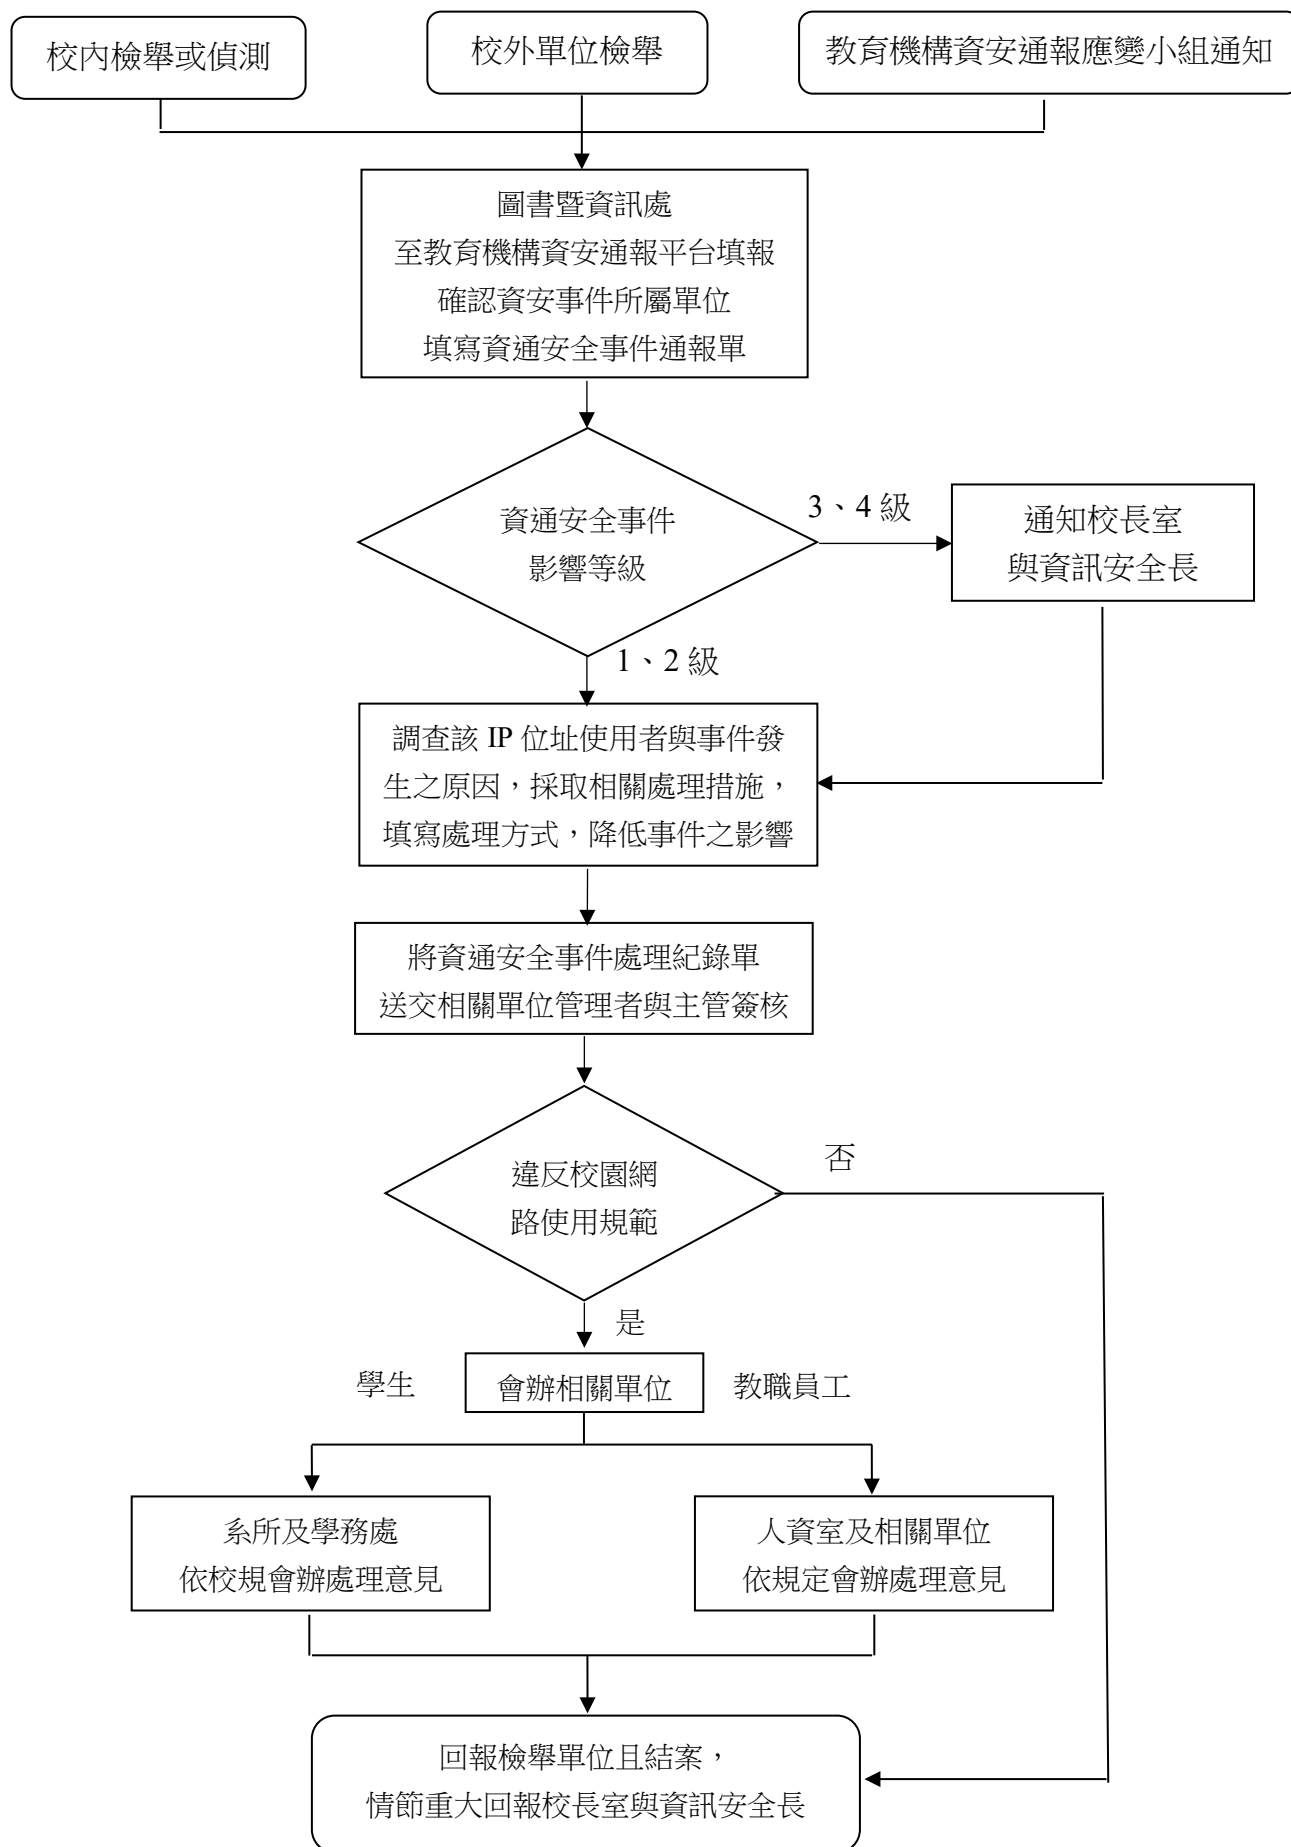 校內檢舉或偵測
校外單位檢舉
教育機構資安通報應變小組通知
圖書暨資訊處
至教育機構資安通報平台填報
確認資安事件所屬單位
填寫資通安全事件通報單
資通安全事件
影響等級
3、4 級
通知校長室
與資訊安全長
1、2 級
調查該 IP 位址使用者與事件發
生之原因，採取相關處理措施，
填寫處理方式，降低事件之影響
將資通安全事件處理紀錄單
送交相關單位管理者與主管簽核
違反校園網
路使用規範
否
是
學生
會辦相關單位
教職員工
系所及學務處
依校規會辦處理意見
人資室及相關單位
依規定會辦處理意見
回報檢舉單位且結案，
情節重大回報校長室與資訊安全長